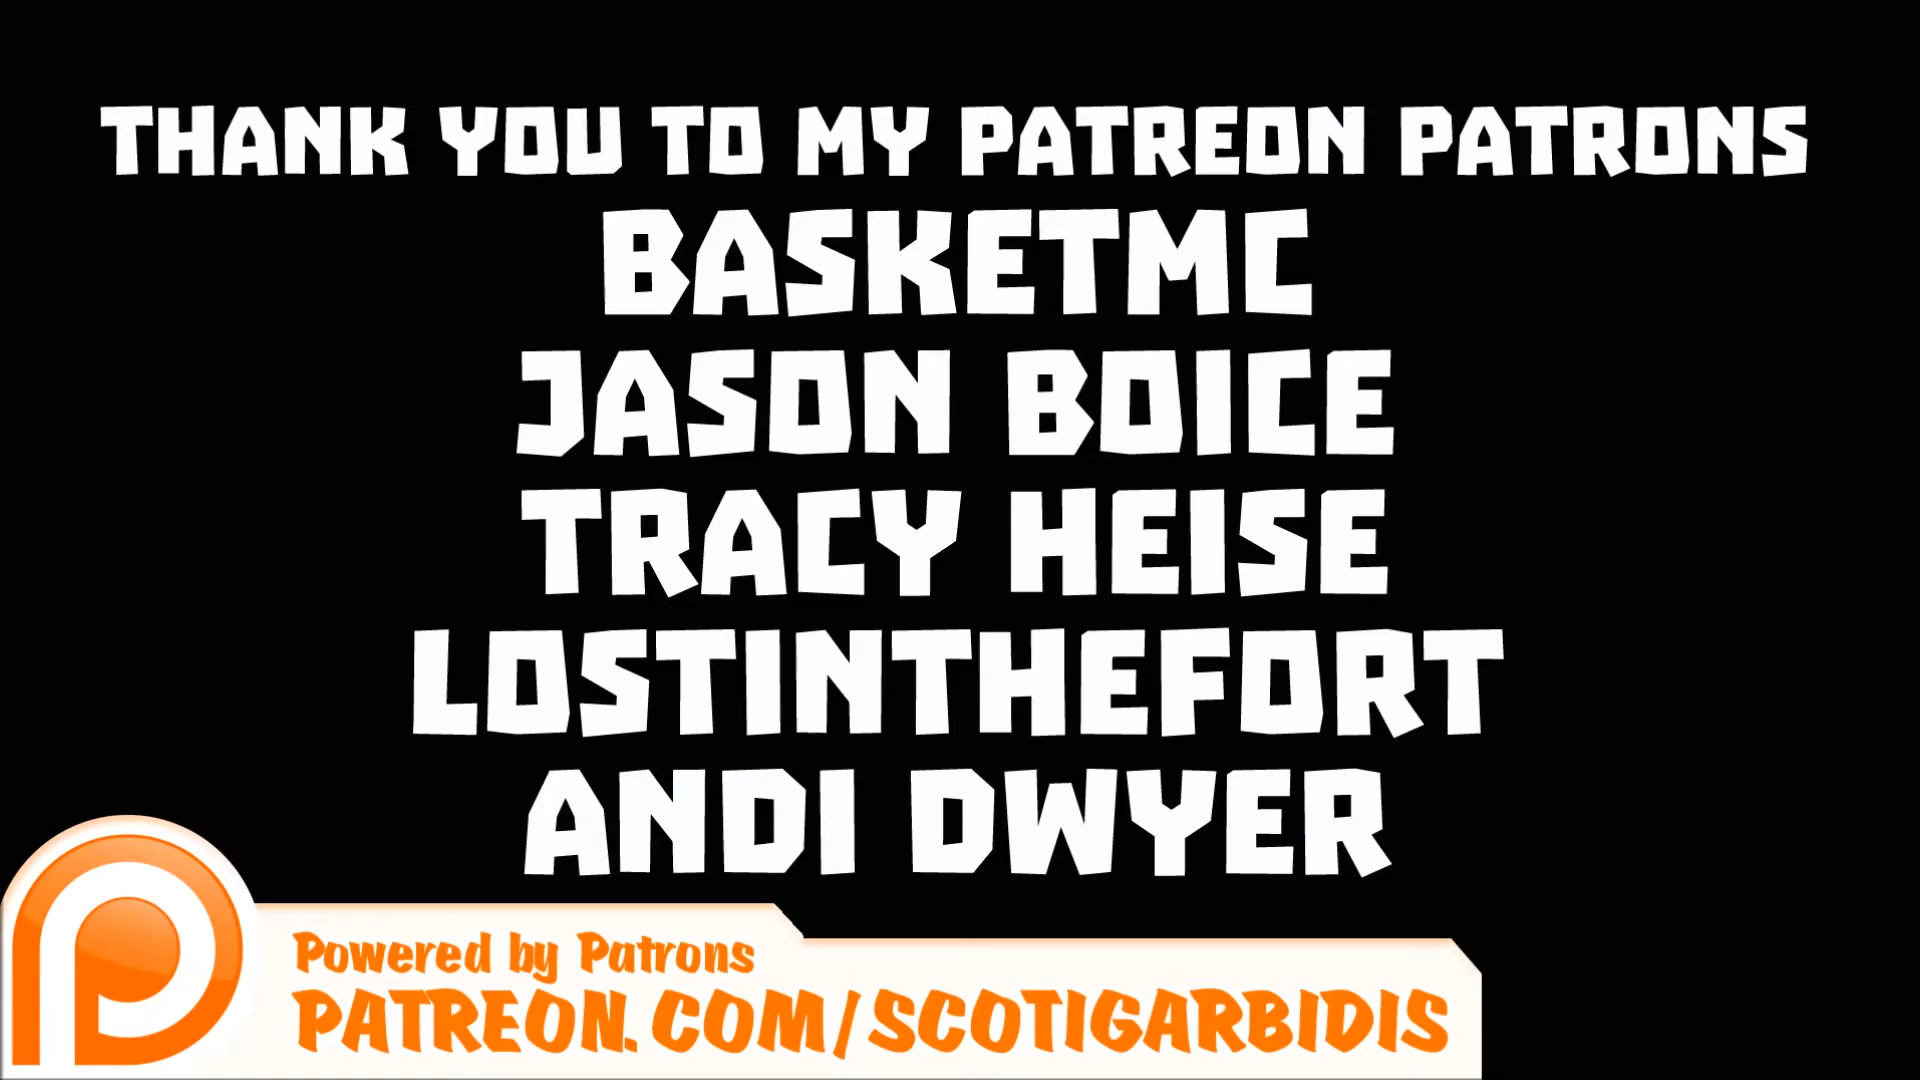 THANK YOU TO MY PATREON PATRONS
BASKETMC
JASON BOICE
TRACY HEISE
LOSTINTHEFORT
ANDI DWYER
Powered by Patrons
PATREON.COM/SCOTIGARBIDIS